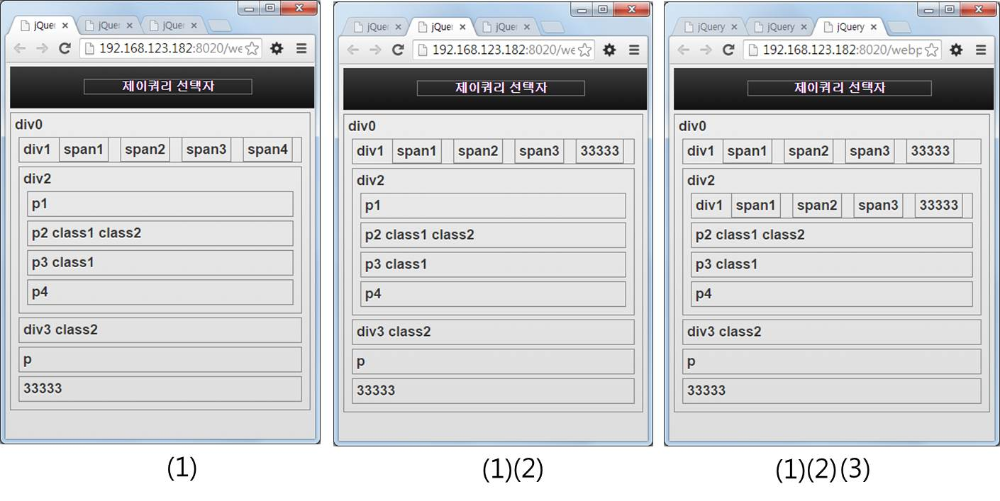 jQuer jQuer jQuer
192.168.123.182:8020/we
제이쿼리 선택자
div0
div1 span1 span2 span3 span4
div2
p1
p2 class1 class2
p3 class1
p4
div3 class2
p
33333
(1)
jQuer jQuer jQuer
192.168.123.182:8020/we
제이쿼리 선택자
div0
div1 span1 span2 span3 33333
div2
p1
p2 class1 class2
p3 class1
p4
div3 class2
p
33333
(1)(2)
jQuery jQuery jQuery
192.168.123.182:8020/webp
제이쿼리 선택자
div0
div1 span1 span2 span3 33333
div2
div1 span1 span2 span3 33333
p2 class1 class2
p3 class1
p4
div3 class2
p
33333
(1)(2)(3)